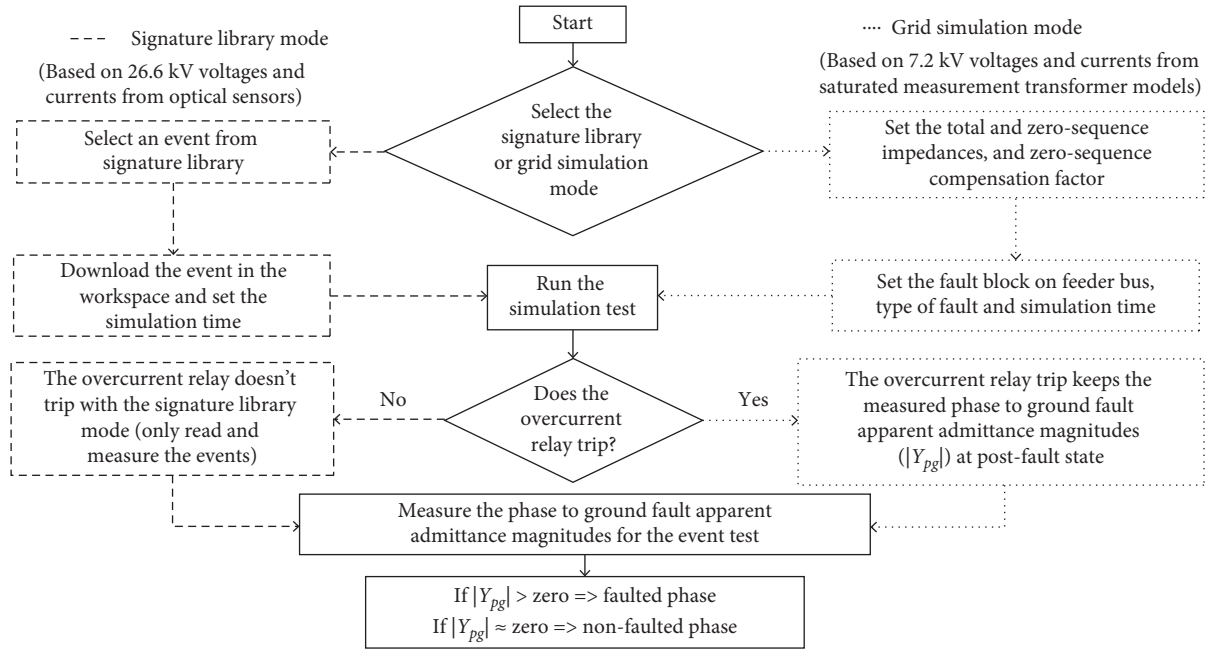 Start
--- Signature library mode
(Based on 26.6 kV voltages and
currents from optical sensors)
···· Grid simulation mode
(Based on 7.2 kV voltages and currents from
saturated measurement transformer models)
Select the
signature library
or grid simulation
mode
Select an event from
signature library
Set the total and zero-sequence
impedances, and zero-sequence
compensation factor
Download the event in the
workspace and set the
simulation time
Run the
simulation test
Set the fault block on feeder bus,
type of fault and simulation time
The overcurrent relay doesn't
trip with the signature library
mode (only read and
measure the events)
No
Does the
overcurrent
relay trip?
Yes
The overcurrent relay trip keeps the
measured phase to ground fault
apparent admittance magnitudes
(|Ypg|) at post-fault state
Measure the phase to ground fault apparent
admittance magnitudes for the event test
If |Ypg| > zero => faulted phase
If |Ypg| ≈ zero => non-faulted phase